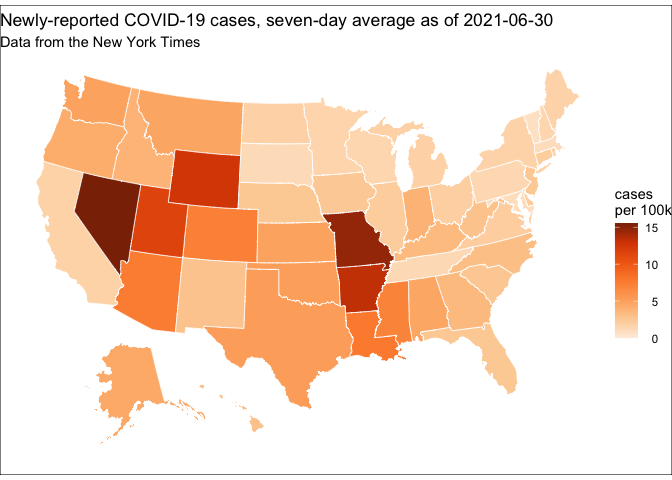 Newly-reported COVID-19 cases, seven-day average as of 2021-06-30
Data from the New York Times
cases
per 100k
15
10
5
0